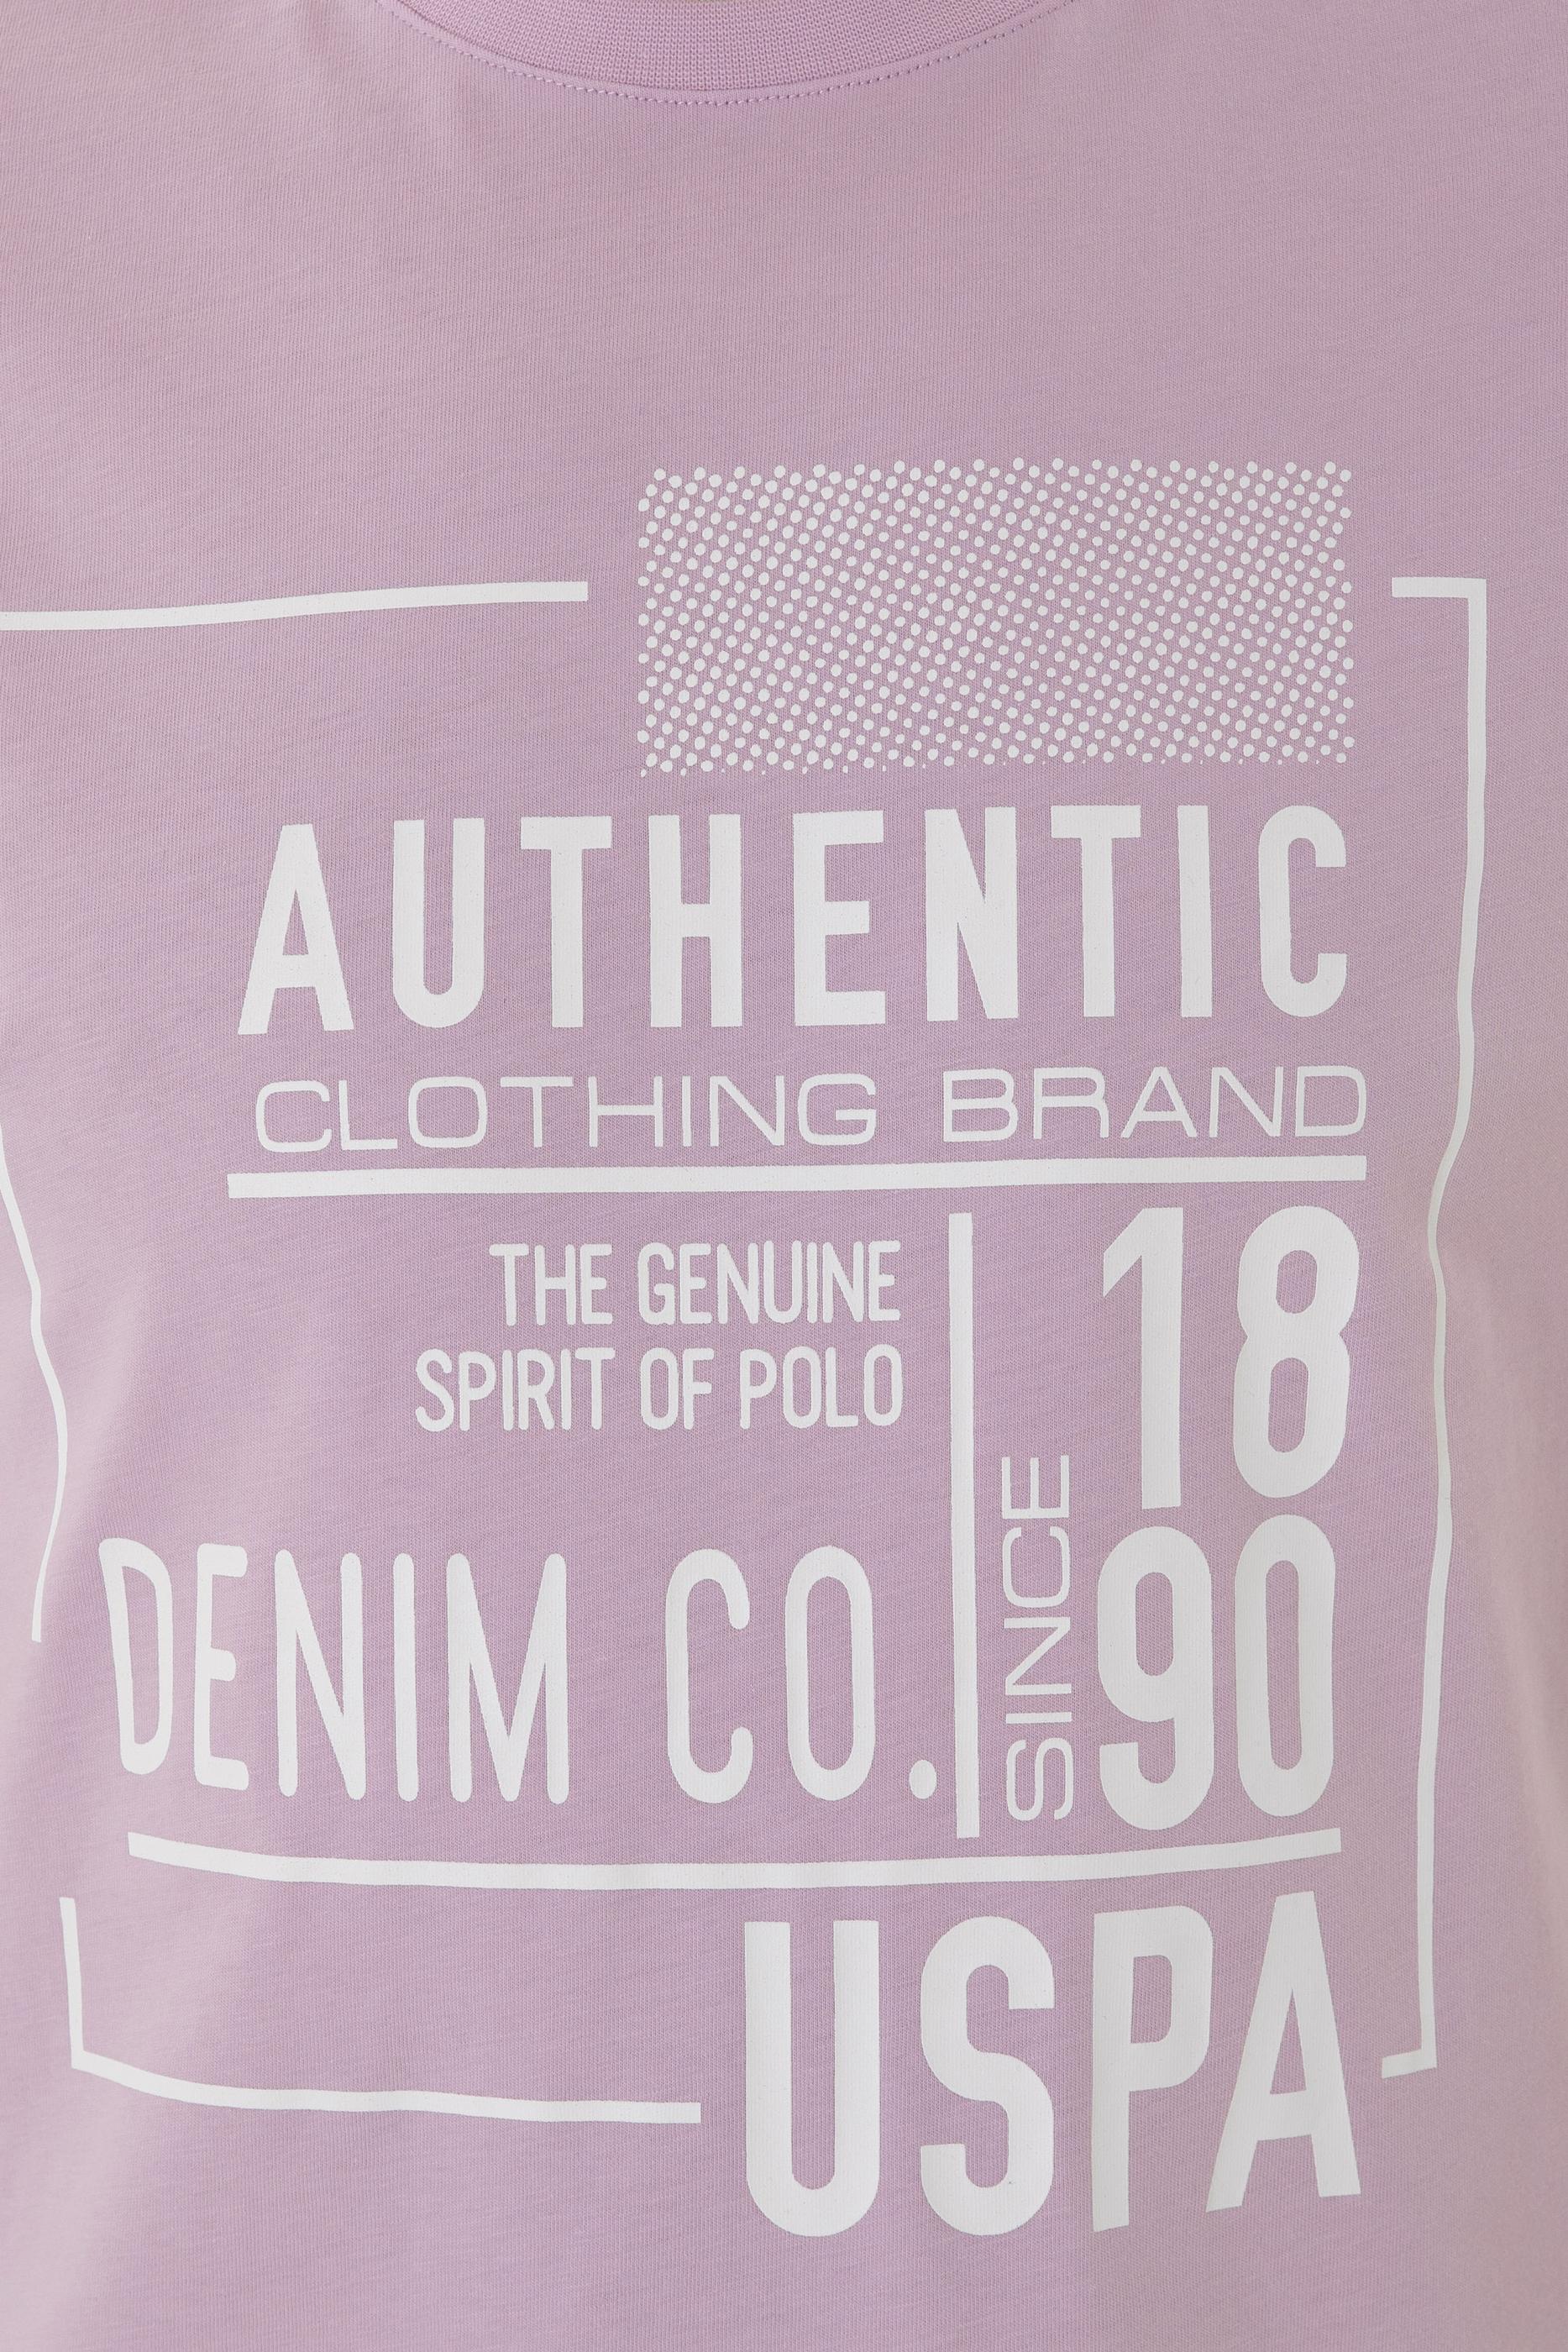 AUTHENTIC
CLOTHING BRAND
THE GENUINE
SPIRIT OF POLO
DENIM CO.
SINCE
18
90
USPA